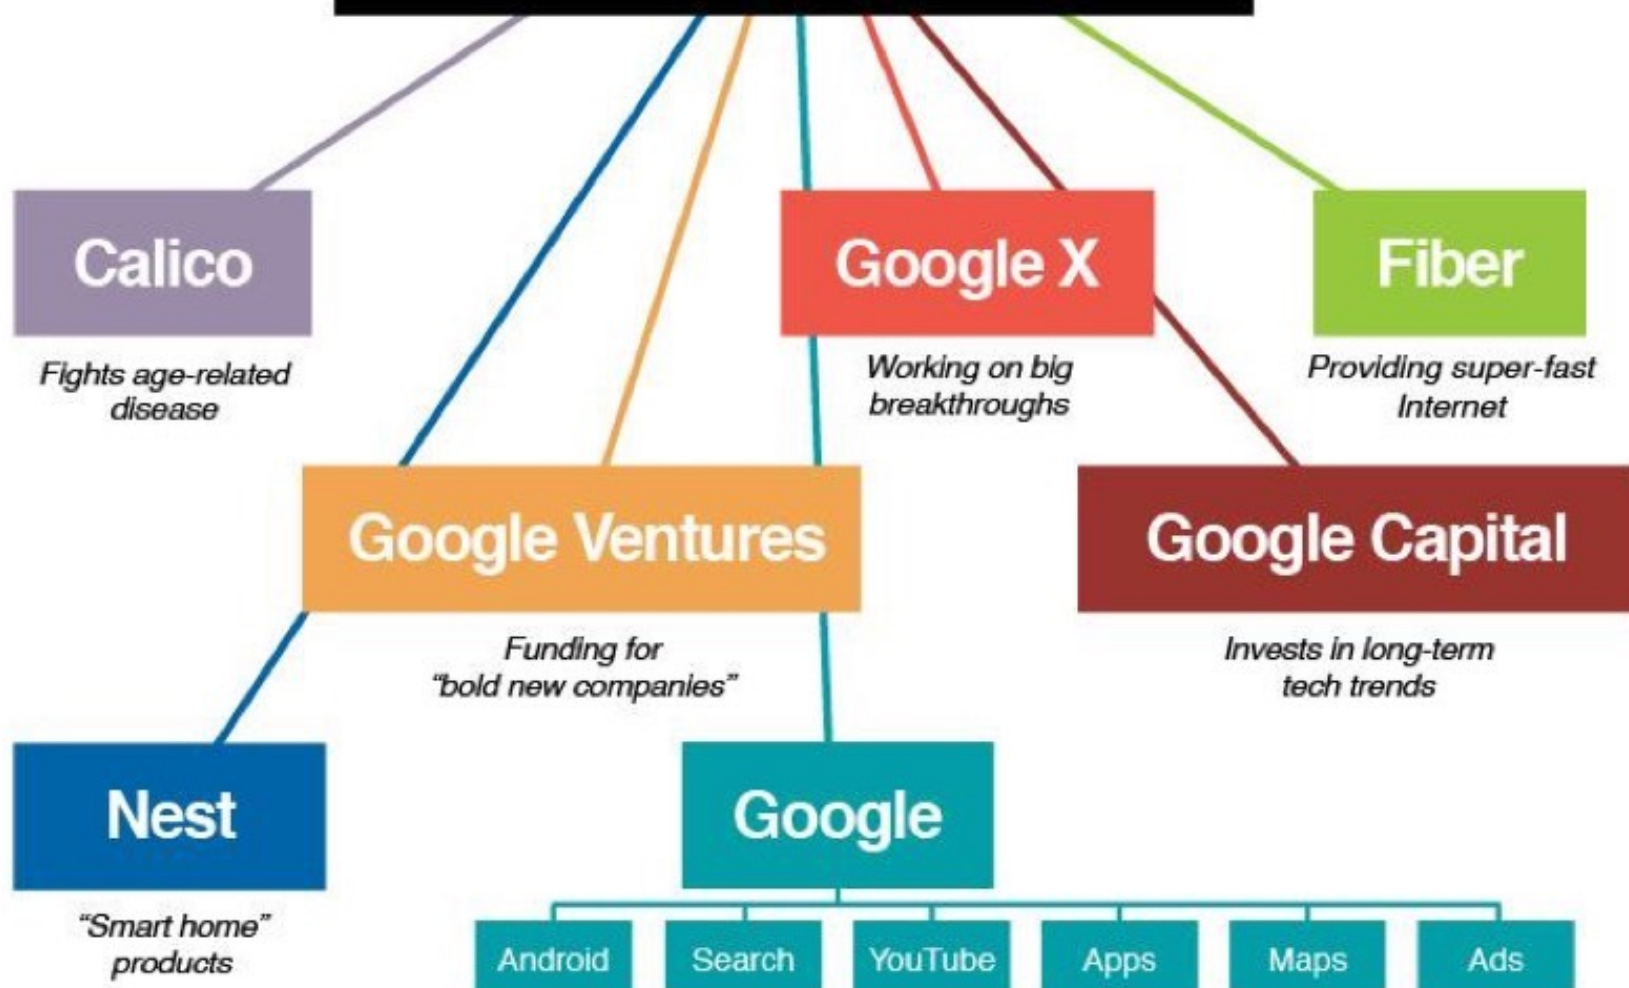 Calico
Google X
Fiber
Fights age-related
disease
Working on big
breakthroughs
Providing super-fast
Internet
Google Ventures
Google Capital
Funding for
“bold new companies”
Invests in long-term
tech trends
Nest
Google
“Smart home”
products
Android
Search
YouTube
Apps
Maps
Ads